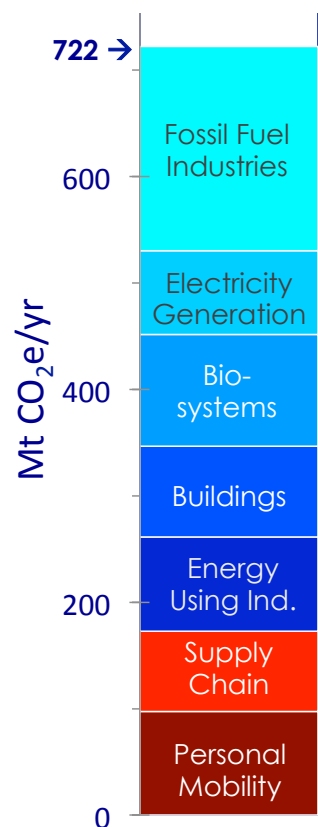 722 →
Fossil Fuel
Industries
600
Electricity
Generation
Mt CO₂e/yr
400
Bio-
systems
Buildings
Energy
Using Ind.
200
Supply
Chain
Personal
Mobility
0